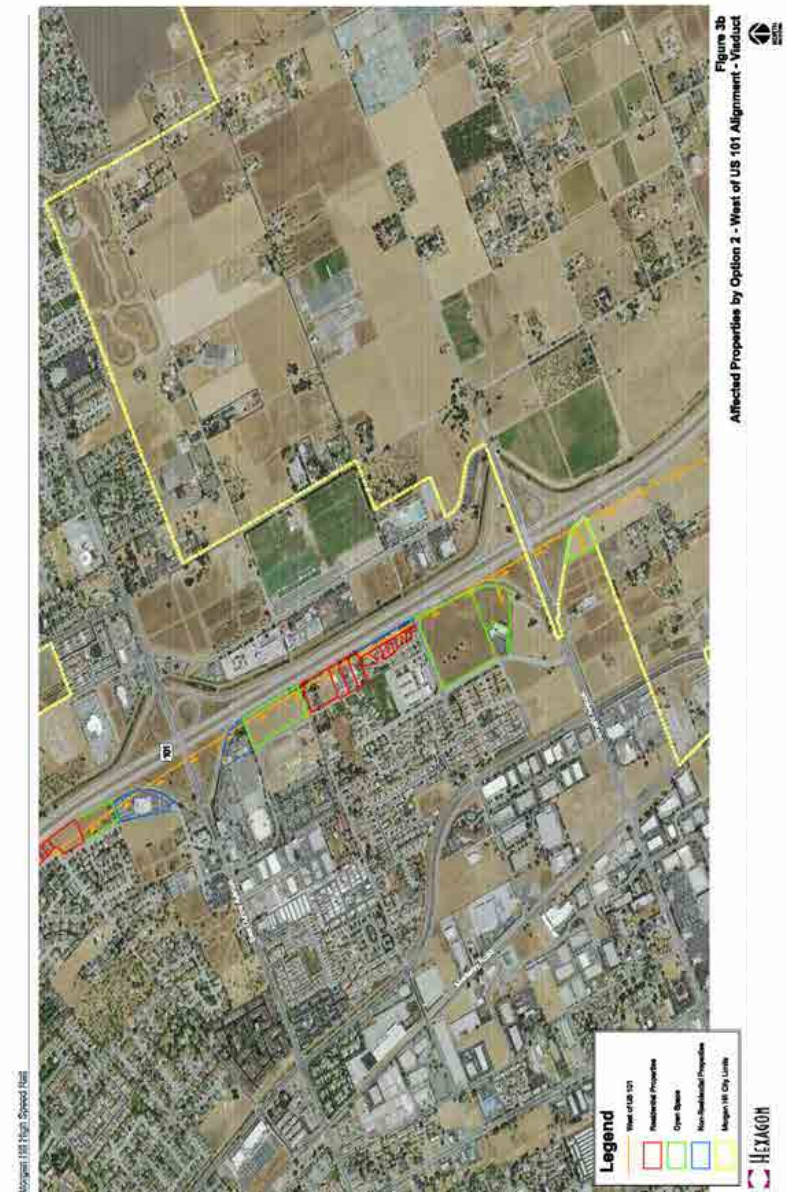 Morgan Hill High Speed Rail
101
Legend
West of US 101
Residential Properties
Open Space
Non-Residential Properties
Morgan Hill City Limits
HEXAGON
Figure 3b
Affected Properties by Option 2 - West of US 101 Alignment - Viaduct
NORTH